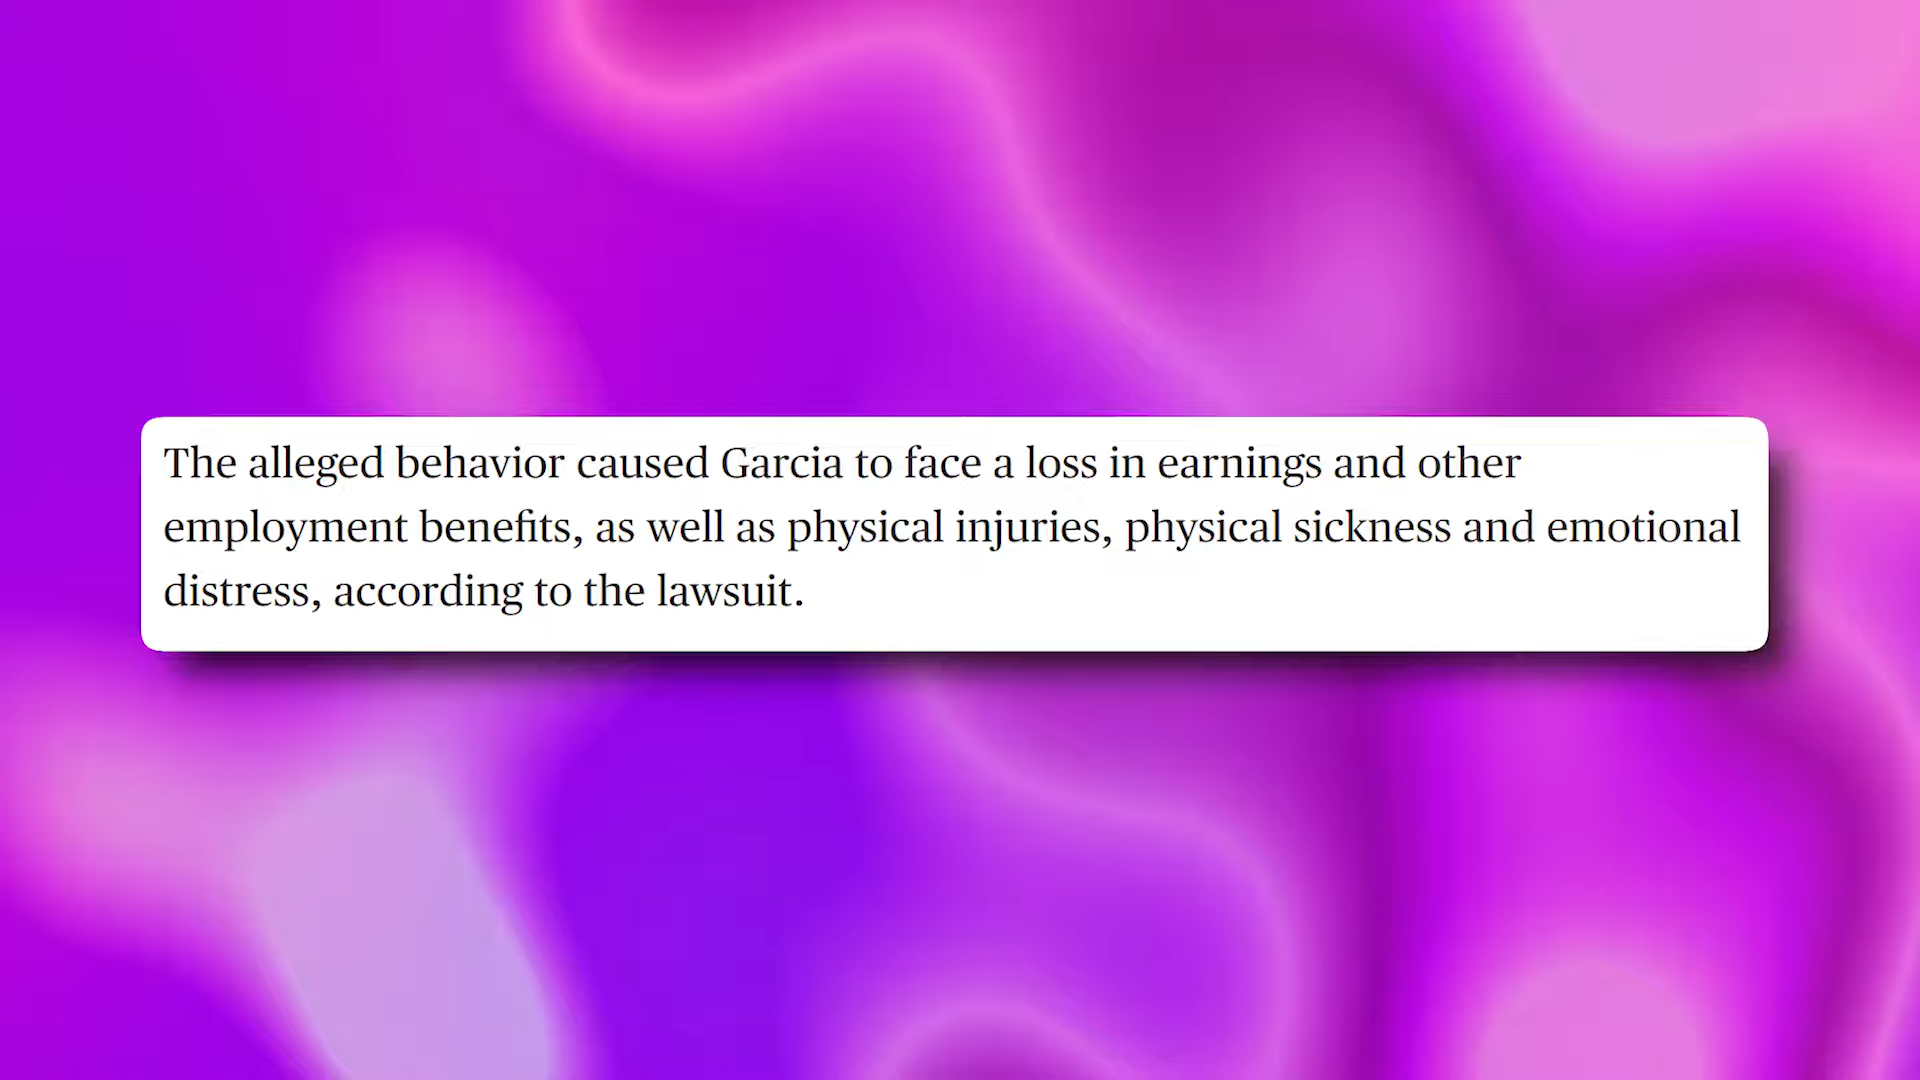 The alleged behavior caused Garcia to face a loss in earnings and other
employment benefits, as well as physical injuries, physical sickness and emotional
distress, according to the lawsuit.